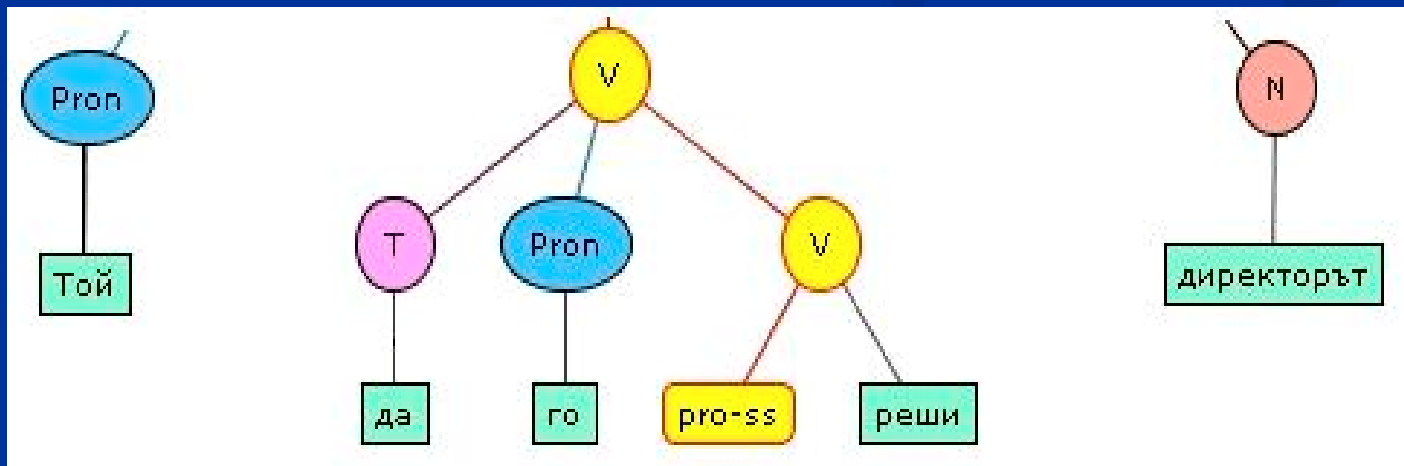 V
Pron
N
T
Pron
V
Той
директорът
да
го
pro-ss
реши